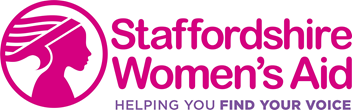 Staffordshire
Women's Aid
HELPING YOU FIND YOUR VOICE